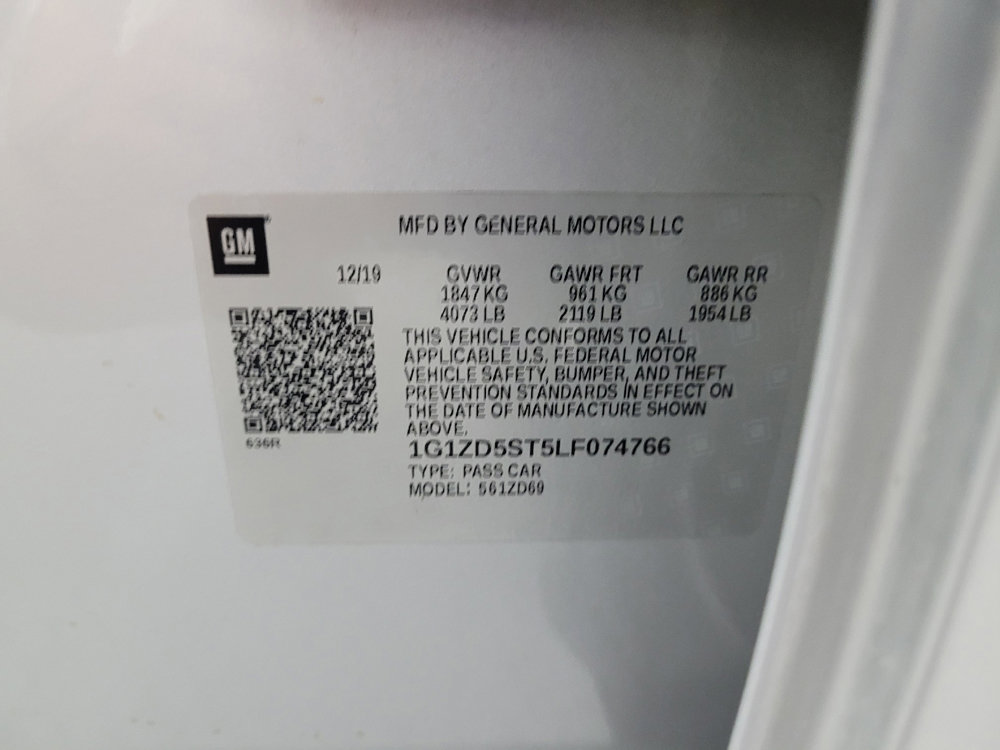 GM
MFD BY GENERAL MOTORS LLC
12/19 GVWR GAWR FRT GAWR RR
1847 KG 961 KG 886 KG
4073 LB 2119 LB 1954 LB
THIS VEHICLE CONFORMS TO ALL
APPLICABLE U.S. FEDERAL MOTOR
VEHICLE SAFETY, BUMPER, AND THEFT
PREVENTION STANDARDS IN EFFECT ON
THE DATE OF MANUFACTURE SHOWN
ABOVE.
636R
1G1ZD5ST5LF074766
TYPE: PASS CAR
MODEL: 561ZD69